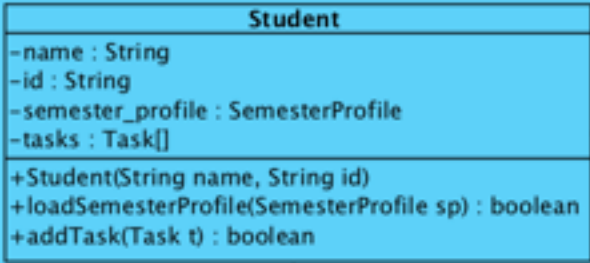 Student
-name : String
-id : String
-semester_profile : SemesterProfile
-tasks : Task[]
+Student(String name, String id)
+loadSemesterProfile(SemesterProfile sp) : boolean
+addTask(Task t) : boolean